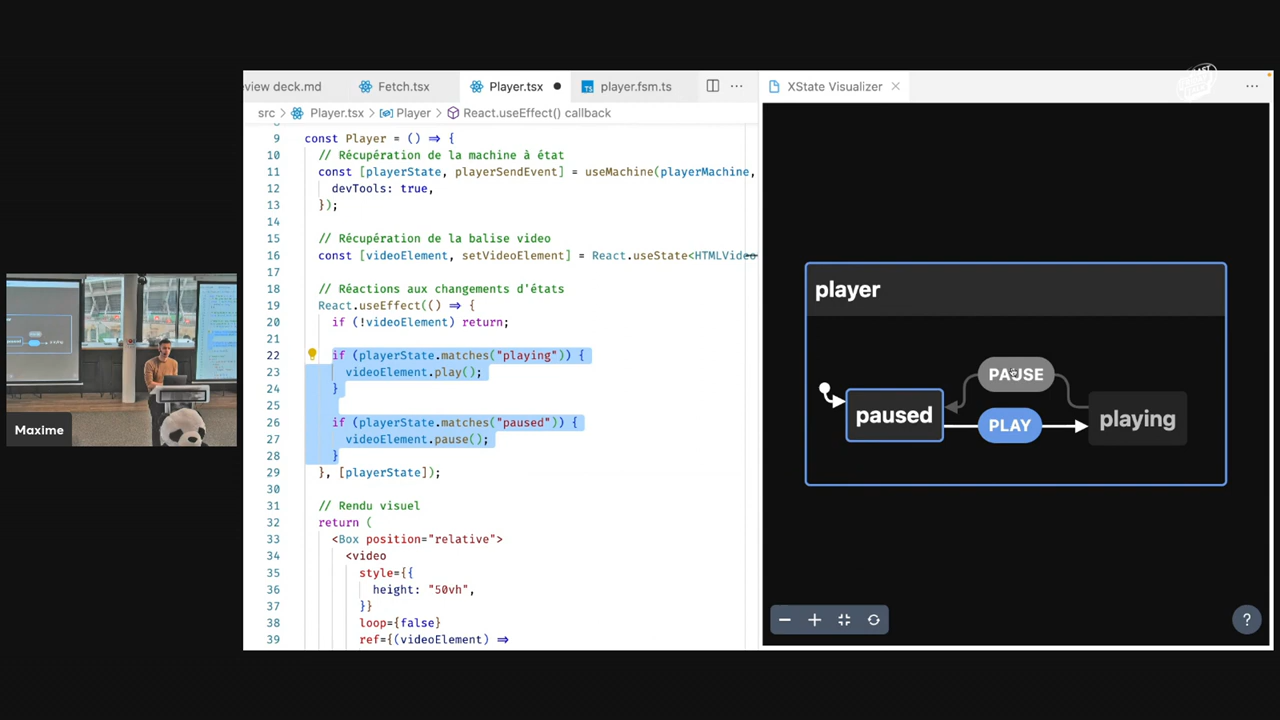 eview deck.md
Fetch.tsx
Player.tsx
player.fsm.ts
XState Visualizer
src > Player.tsx > Player > React.useEffect() callback
9 const Player = () => {
10 // Récupération de la machine à état
11 const [playerState, playerSendEvent] = useMachine(playerMachine,
12 devTools: true,
13 });
14
15 // Récupération de la balise video
16 const [videoElement, setVideoElement] = React.useState<HTMLVideo
17
18 // Réactions aux changements d'états
19 React.useEffect(() => {
20 if (!videoElement) return;
21
22 if (playerState.matches("playing")) {
23 videoElement.play();
24 }
25
26 if (playerState.matches("paused")) {
27 videoElement.pause();
28 }
29 }, [playerState]);
30
31 // Rendu visuel
32 return (
33 <Box position="relative">
34 <video
35 style={{
36 height: "50vh",
37 }}
38 loop={false}
39 ref={(videoElement) =>
player
PAUSE
paused
PLAY
playing
?
Maxime